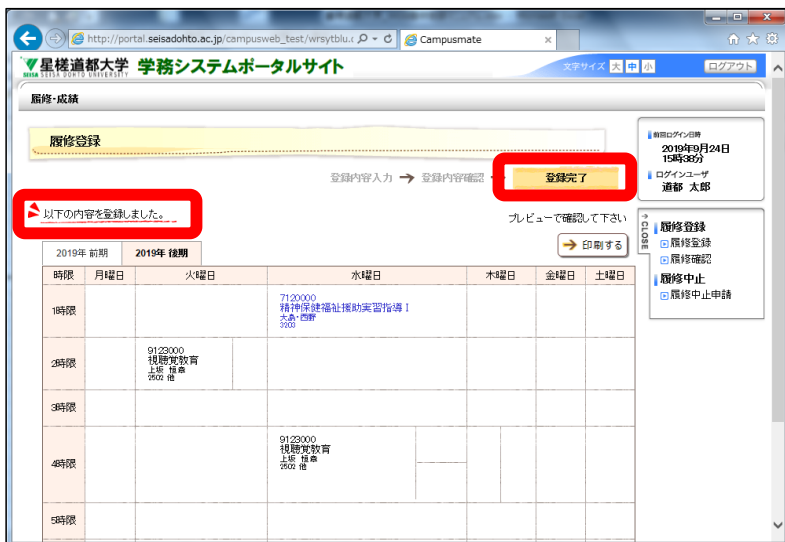 http://portal.seisadohto.ac.jp/campusweb_test/wrsytblu.c
Campusmate
星槎道都大学 学務システムポータルサイト
SEISA DOHTO UNIVERSITY
文字サイズ 大 中 小
ログアウト
履修・成績
履修登録
登録内容入力 → 登録内容確認 → 登録完了
以下の内容を登録しました。
プレビューで確認して下さい
印刷する
2019年 前期 2019年 後期
時限 月曜日 火曜日 水曜日 木曜日 金曜日 土曜日
1時限
7120000
精神保健福祉援助実習指導Ⅰ
大島・西野
3203
2時限
9123000
視聴覚教育
上坂 恒章
2502 他
3時限
4時限
9123000
視聴覚教育
上坂 恒章
2502 他
5時限
前回ログイン日時
2019年9月24日
15時38分
ログインユーザ
道都 太郎
CLOSE
履修登録
履修登録
履修確認
履修中止
履修中止申請